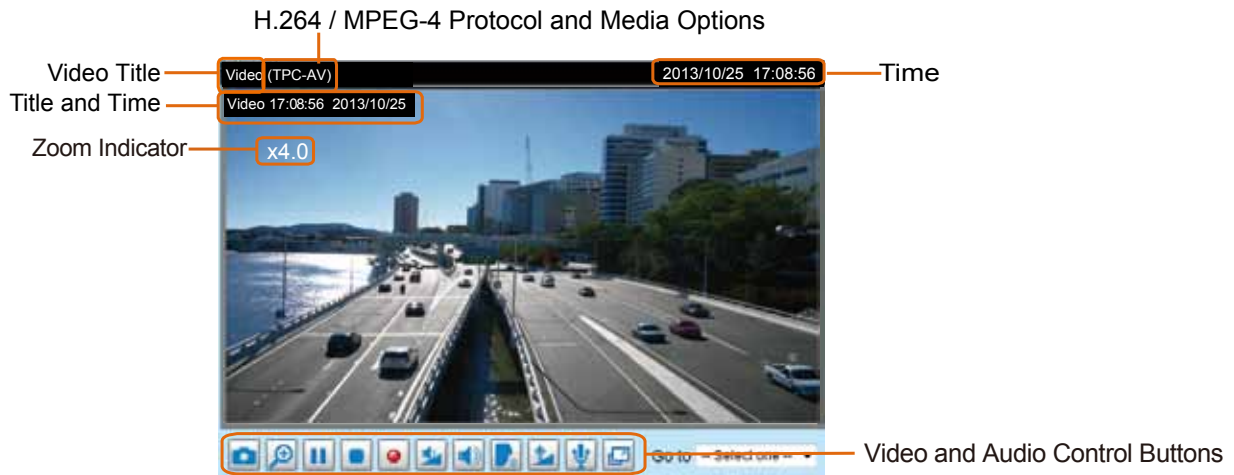 H.264 / MPEG-4 Protocol and Media Options
Video Title
Video (TPC-AV)
2013/10/25 17:08:56
Time
Title and Time
Video 17:08:56 2013/10/25
Zoom Indicator
x4.0
Go to
-- Select one --
Video and Audio Control Buttons